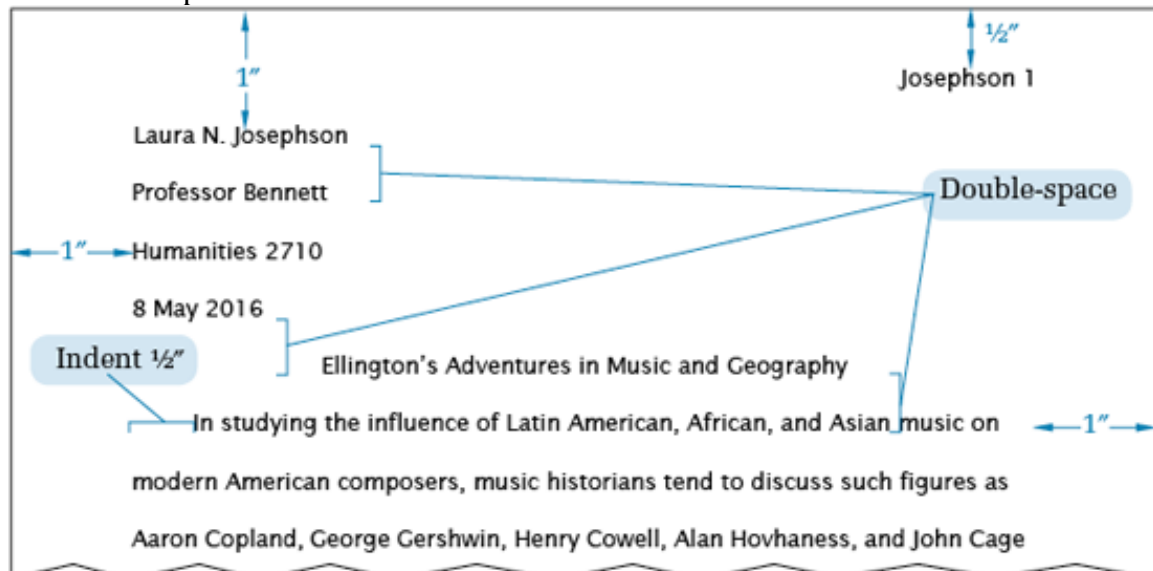 ½″
1″
Josephson 1
Laura N. Josephson
Professor Bennett
Double-space
1″ Humanities 2710
8 May 2016
Indent ½″
Ellington's Adventures in Music and Geography
In studying the influence of Latin American, African, and Asian music on 1″
modern American composers, music historians tend to discuss such figures as
Aaron Copland, George Gershwin, Henry Cowell, Alan Hovhaness, and John Cage